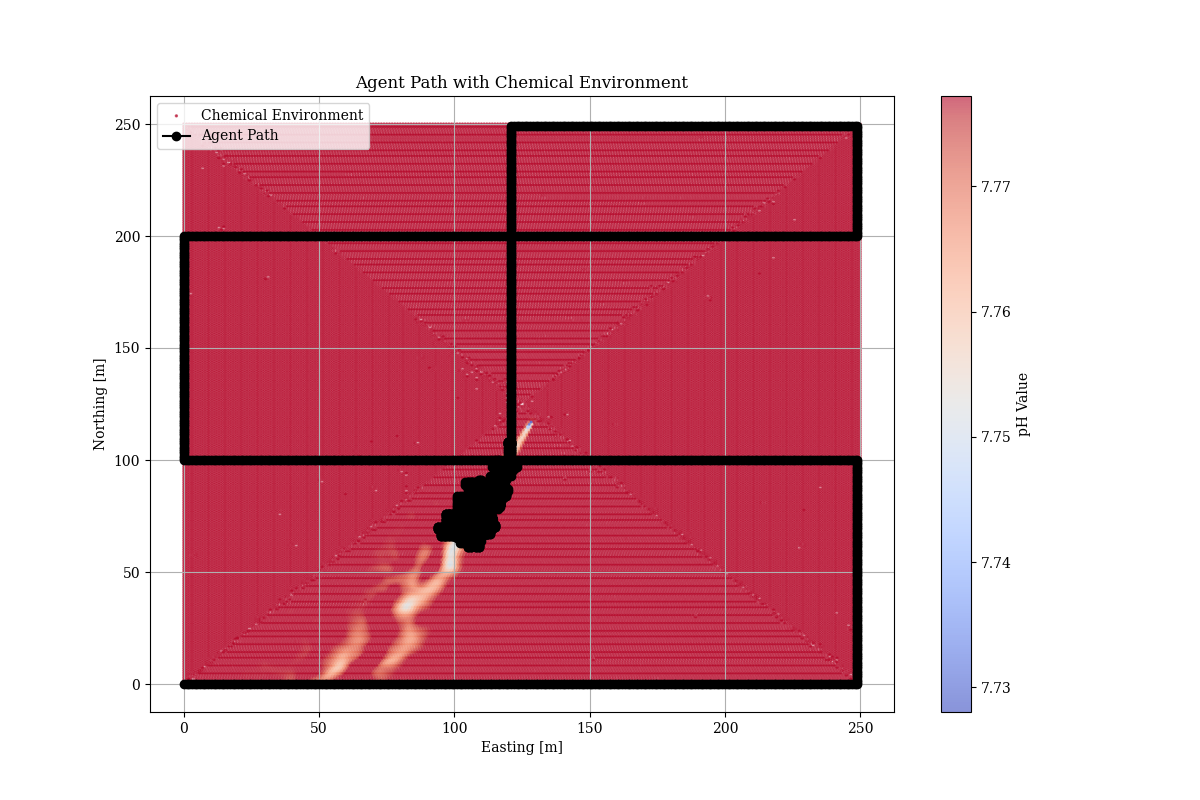 Agent Path with Chemical Environment
Chemical Environment
Agent Path
250
200
150
100
50
0
Northing [m]
0 50 100 150 200 250
Easting [m]
7.77
7.76
7.75
7.74
7.73
pH Value